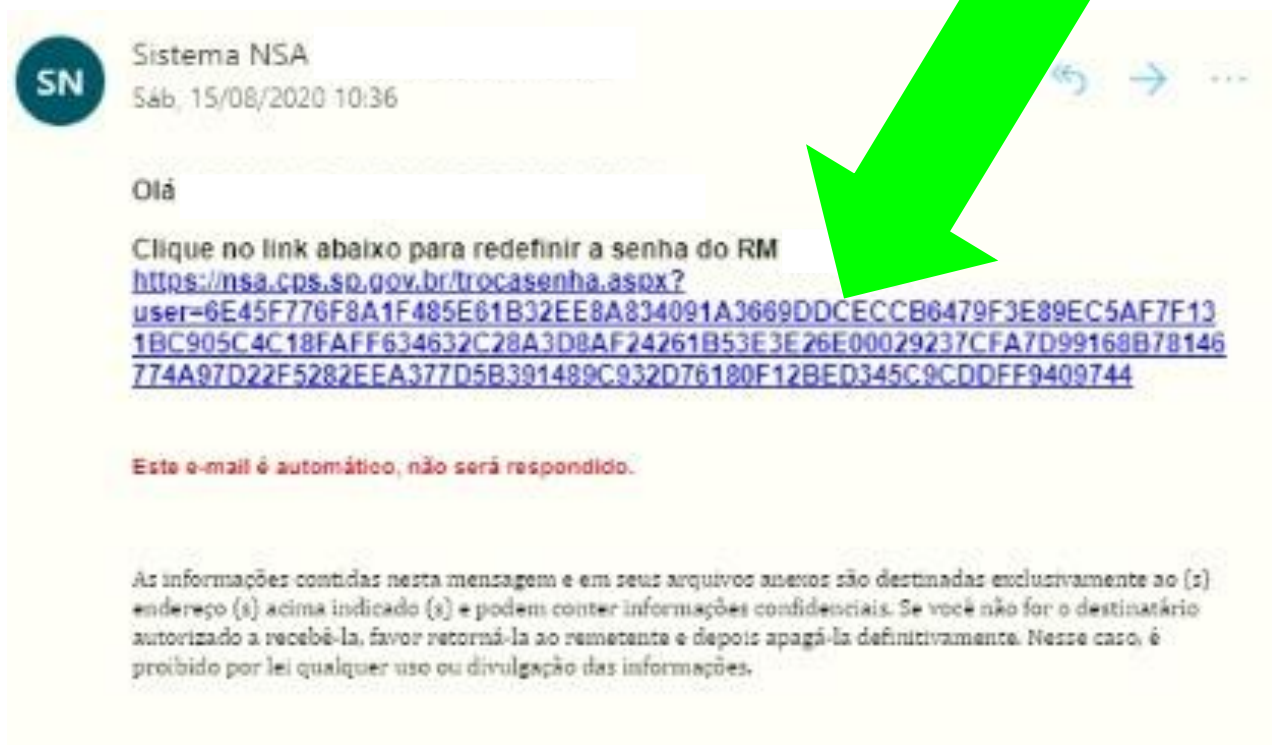 SN
Sistema NSA
Sáb, 15/08/2020 10:36
Olá
Clique no link abaixo para redefinir a senha do RM
https://nsa.cps.sp.gov.br/trocasenha.aspx?
user=6E45F776F8A1F485E61B32EE8A834091A3669DDCECCB6479F3E89EC5AF7F13
1BC905C4C18FAFF634632C28A3D8AF24261B53E3E26E00029237CFA7D99168B78146
774A97D22F5282EEA377D5B391489C932D76180F12BED345C9CDDFF9409744
Este e-mail é automático, não será respondido.
As informações contidas nesta mensagem e em seus arquivos anexos são destinadas exclusivamente ao (s)
endereço (s) acima indicado (s) e podem conter informações confidenciais. Se você não for o destinatário
autorizado a recebê-la, favor retorná-la ao remetente e depois apagá-la definitivamente. Nesse caso, é
proibido por lei qualquer uso ou divulgação das informações.